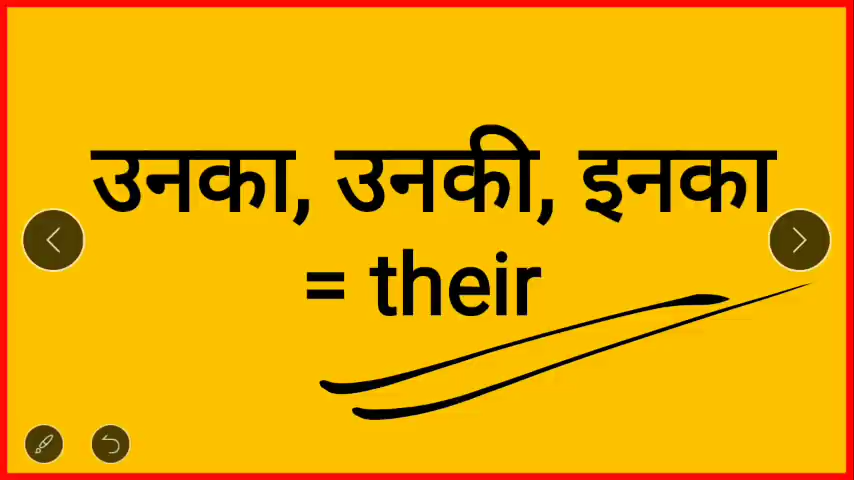 उनका, उनकी, इनका
= their